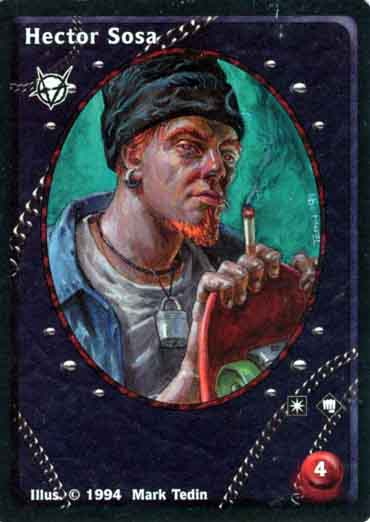 Hector Sosa
4
Illus. © 1994 Mark Tedin